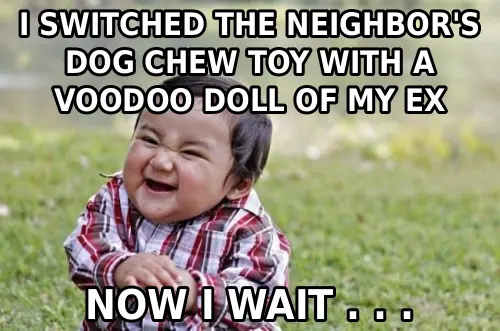 I SWITCHED THE NEIGHBOR'S
DOG CHEW TOY WITH A
VOODOO DOLL OF MY EX
NOW I WAIT . . .